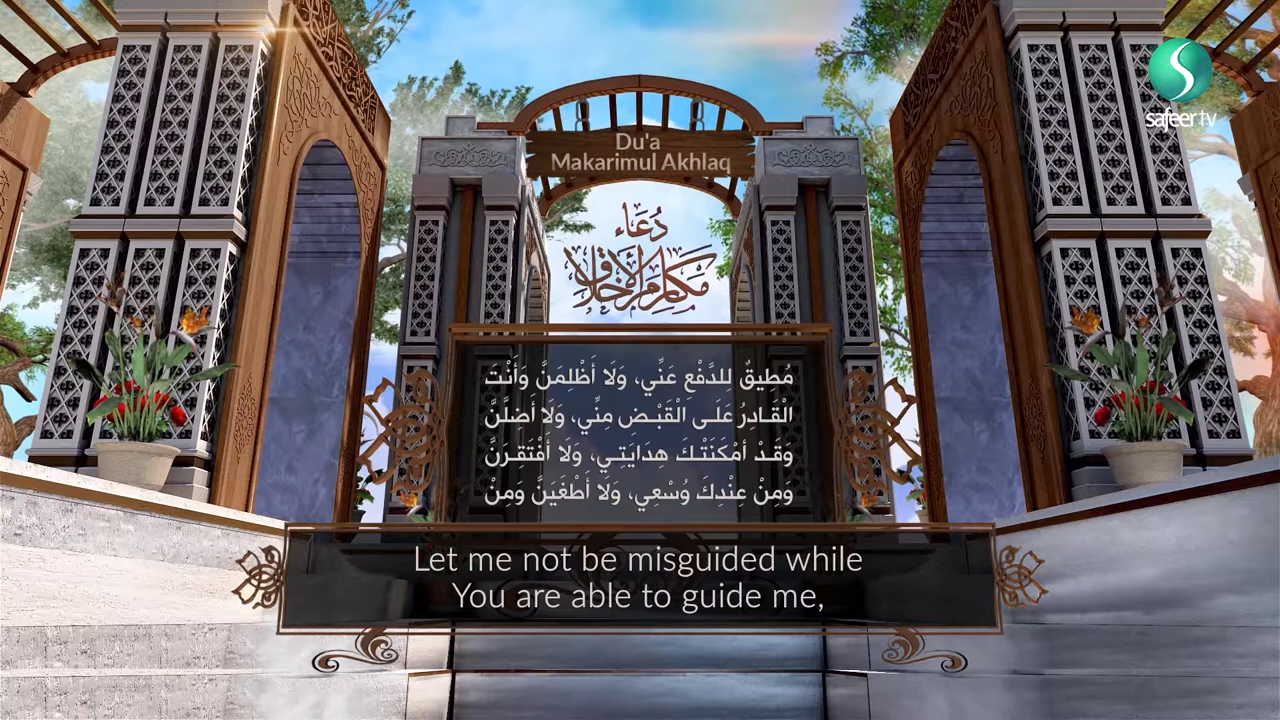 safeer tv
Du'a
Makarimul Akhlaq
دُعَاء
مَكَارِمِ الْأَخْلَاقِ
مُطِيقٌ لِلدَّفْعِ عَنِّي، وَلَا أَظْلِمَنَّ وَأَنْتَ
الْقَادِرُ عَلَى الْقَبْضِ مِنِّي، وَلَا أَضِلَّنَّ
وَقَدْ أَمْكَنَتْكَ هِدَايَتِي، وَلَا أَفْتَقِرَنَّ
وَمِنْ عِنْدِكَ وُسْعِي، وَلَا أَطْغَيَنَّ وَمِنْ
Let me not be misguided while
You are able to guide me,